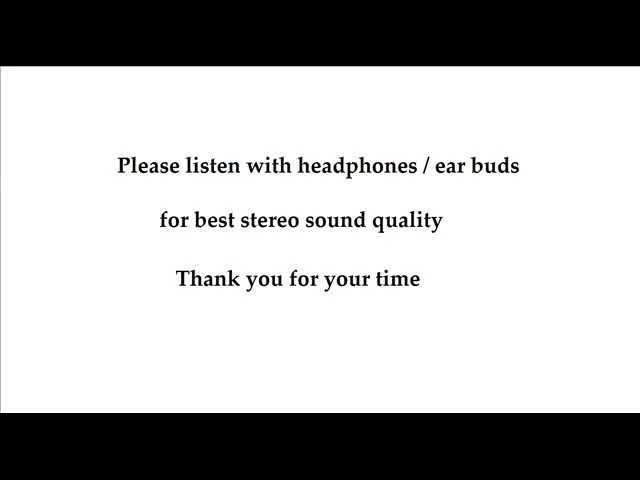 Please listen with headphones / ear buds
for best stereo sound quality
Thank you for your time